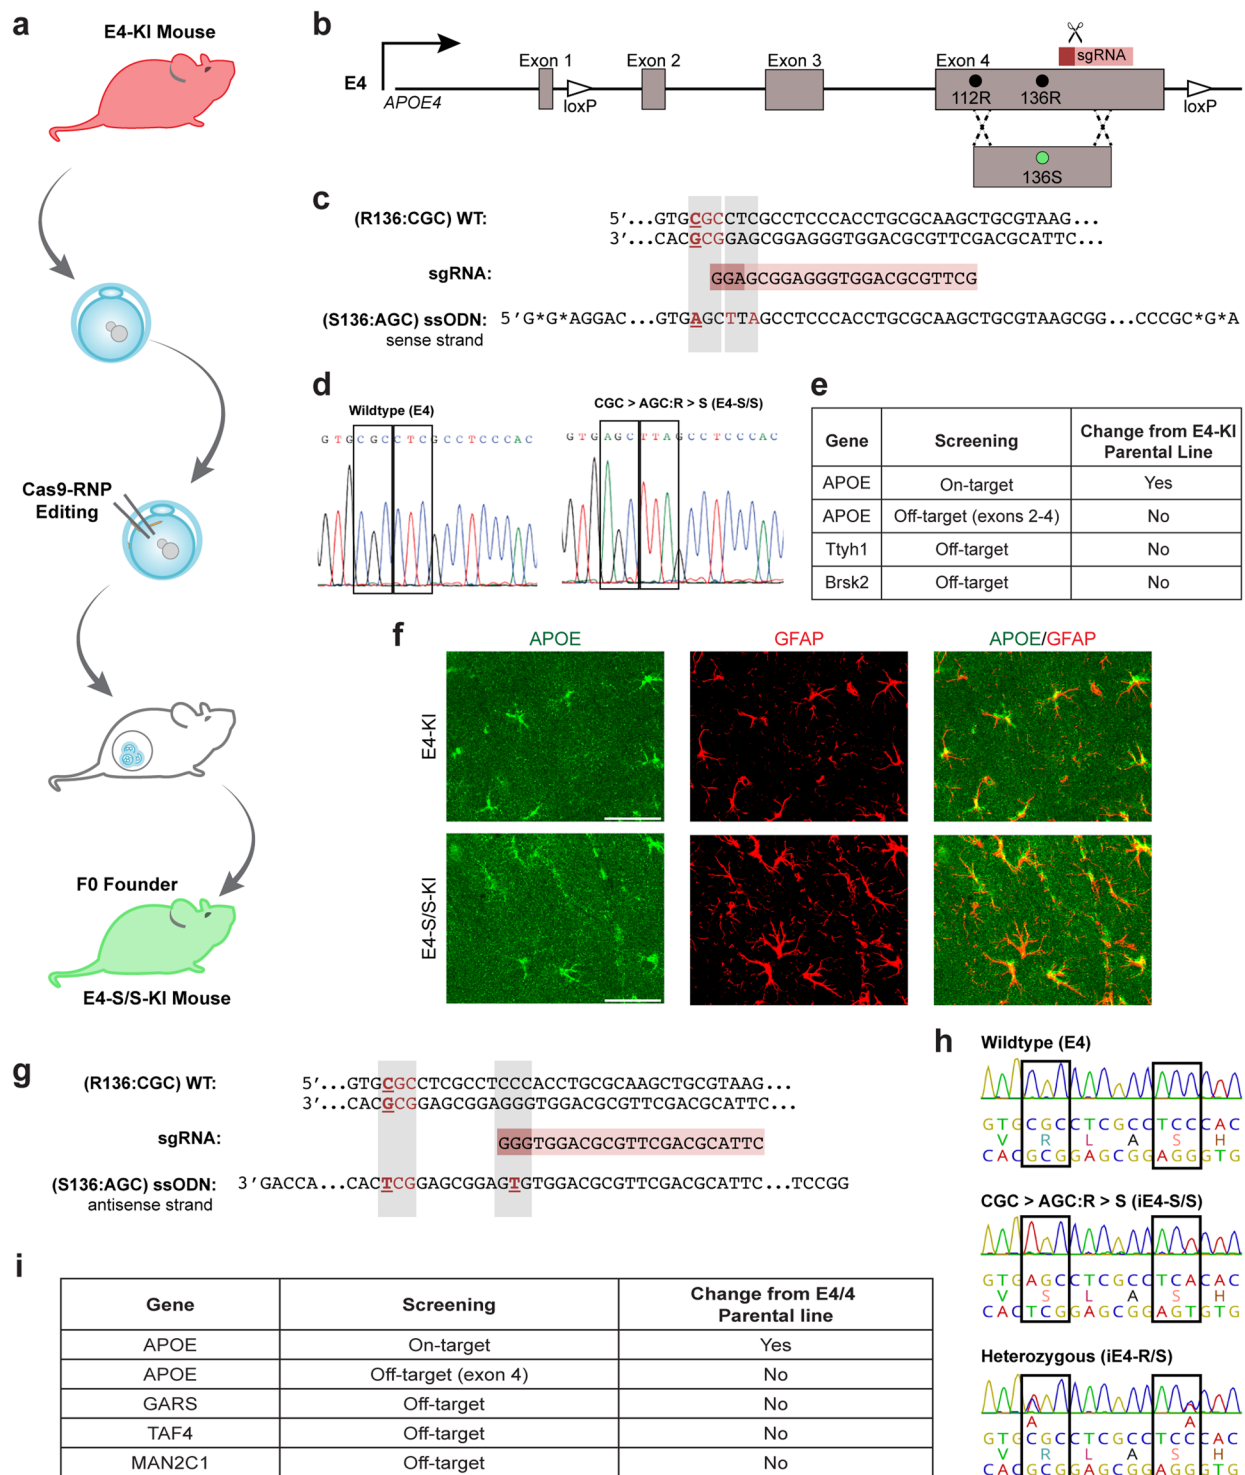 a
E4-KI Mouse
Cas9-RNP
Editing
F0 Founder
E4-S/S-KI Mouse
b
E4
APOE4
Exon 1
loxP
Exon 2
Exon 3
Exon 4
sgRNA
112R
136R
loxP
136S
c
(R136:CGC) WT:
5'...GTGCGCCTCGCCTCCCACCTGCGCAAGCTGCGTAAG...
3'...CACGCGGAGCGGAGGGTGGACGCGTTCGACGCATTC...
sgRNA:
GGAGCGGAGGGTGGACGCGTTCG
(S136:AGC) ssODN:
sense strand
5'G*G*AGGAC...GTGAGCTTAGCCTCCCACCTGCGCAAGCTGCGTAAGCGG...CCCGC*G*A
d
Wildtype (E4)
GTGCGCCTCGCCTCCCAC
CGC > AGC:R > S (E4-S/S)
GTGAGCTTAGCCTCCCAC
e
Gene Screening Change from E4-KI Parental Line
APOE On-target Yes
APOE Off-target (exons 2-4) No
Ttyh1 Off-target No
Brsk2 Off-target No
f
APOE GFAP APOE/GFAP
E4-KI
E4-S/S-KI
g
(R136:CGC) WT:
5'...GTGCGCCTCGCCTCCCACCTGCGCAAGCTGCGTAAG...
3'...CACGCGGAGCGGAGGGTGGACGCGTTCGACGCATTC...
sgRNA:
GGGTGGACGCGTTCGACGCATTC
(S136:AGC) ssODN:
antisense strand
3'GACCA...CACTCGGAGCGGAGTGTGGACGCGTTCGACGCATTC...TCCGG
h
Wildtype (E4)
GTGCGCCTCGCCTCCCAC
V R L A S H
CACGCGGAGCGGAGGGTG
CGC > AGC:R > S (iE4-S/S)
GTGAGCCTCGCCTCACAC
V S L A S H
CACTCGGAGCGGAGTGTG
Heterozygous (iE4-R/S)
A A
GTGCGCCTCGCCTCCCAC
V R L A S H
CACGCGGAGCGGAGGGTG
i
Gene Screening Change from E4/4 Parental line
APOE On-target Yes
APOE Off-target (exon 4) No
GARS Off-target No
TAF4 Off-target No
MAN2C1 Off-target No